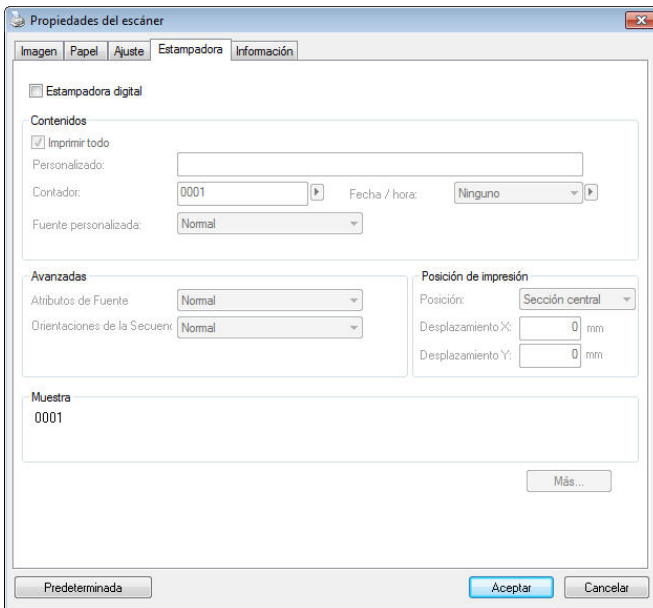 Propiedades del escáner
Imagen Papel Ajuste Estampadora Información
Estampadora digital
Contenidos
Imprimir todo
Personalizado:
Contador: 0001 Fecha / hora: Ninguno
Fuente personalizada: Normal
Avanzadas Posición de impresión
Atributos de Fuente Normal Posición: Sección central
Orientaciones de la Secuenc Normal Desplazamiento X: 0 mm
Desplazamiento Y: 0 mm
Muestra
0001
Más...
Predeterminada Aceptar Cancelar